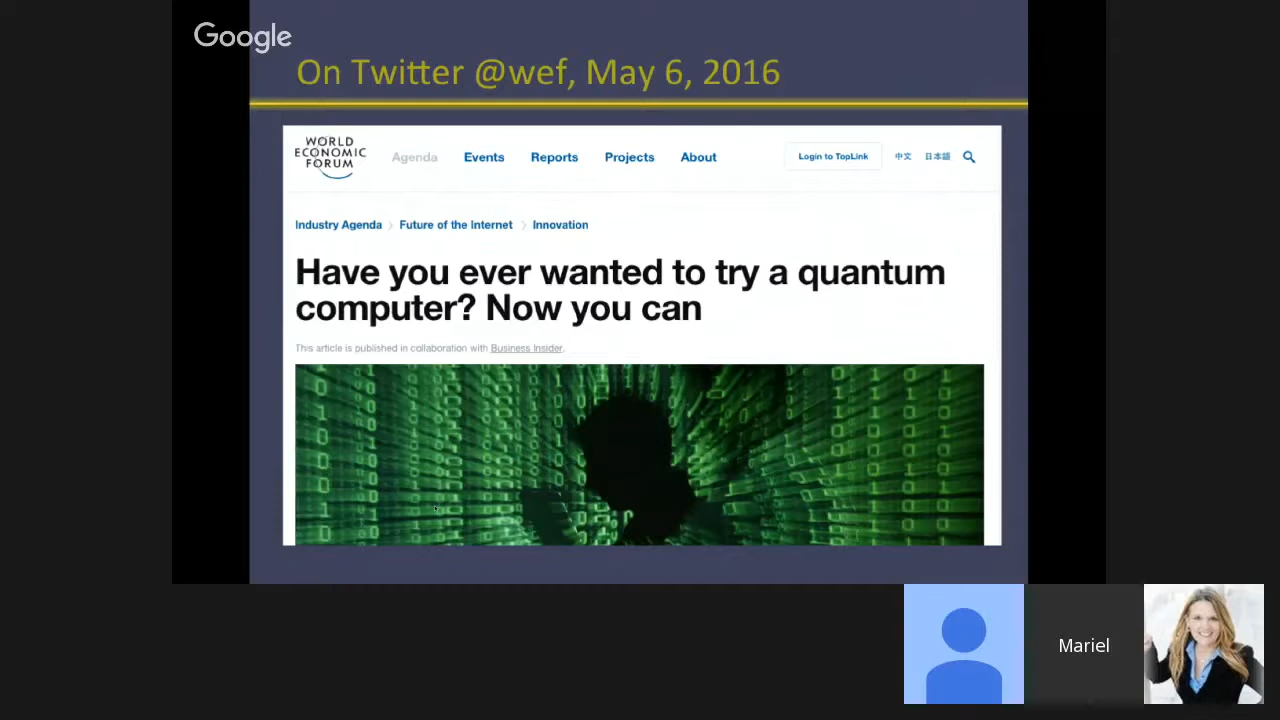 Google
On Twitter @wef, May 6, 2016
WORLD
ECONOMIC
FORUM
Agenda Events Reports Projects About Login to TopLink 中文 日本語
Industry Agenda > Future of the Internet > Innovation
Have you ever wanted to try a quantum
computer? Now you can
This article is published in collaboration with Business Insider.
Mariel